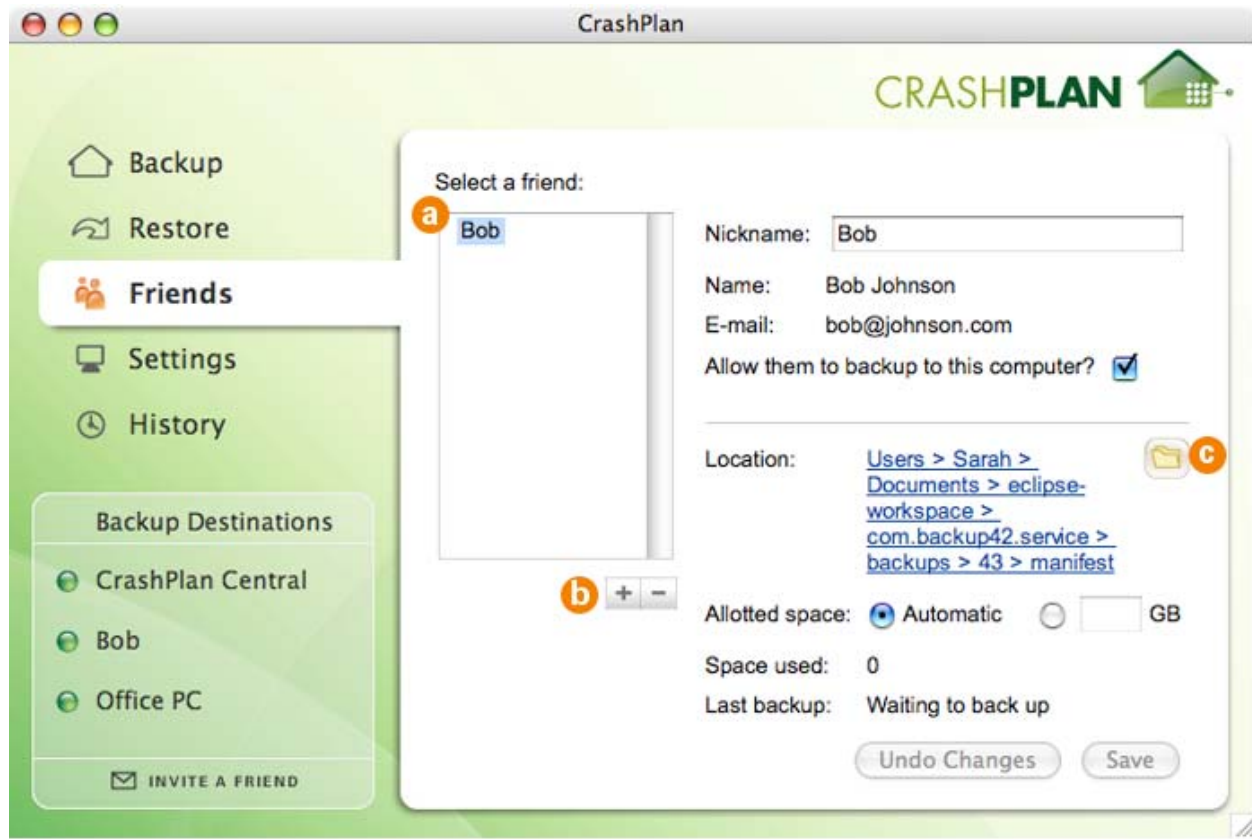 CrashPlan
CRASHPLAN
Backup
Restore
Friends
Settings
History
Backup Destinations
CrashPlan Central
Bob
Office PC
INVITE A FRIEND
Select a friend:
a
Bob
b
+ −
Nickname: Bob
Name: Bob Johnson
E-mail: bob@johnson.com
Allow them to backup to this computer?
Location: Users > Sarah >
Documents > eclipse-
workspace >
com.backup42.service >
backups > 43 > manifest
c
Allotted space: Automatic GB
Space used: 0
Last backup: Waiting to back up
Undo Changes Save